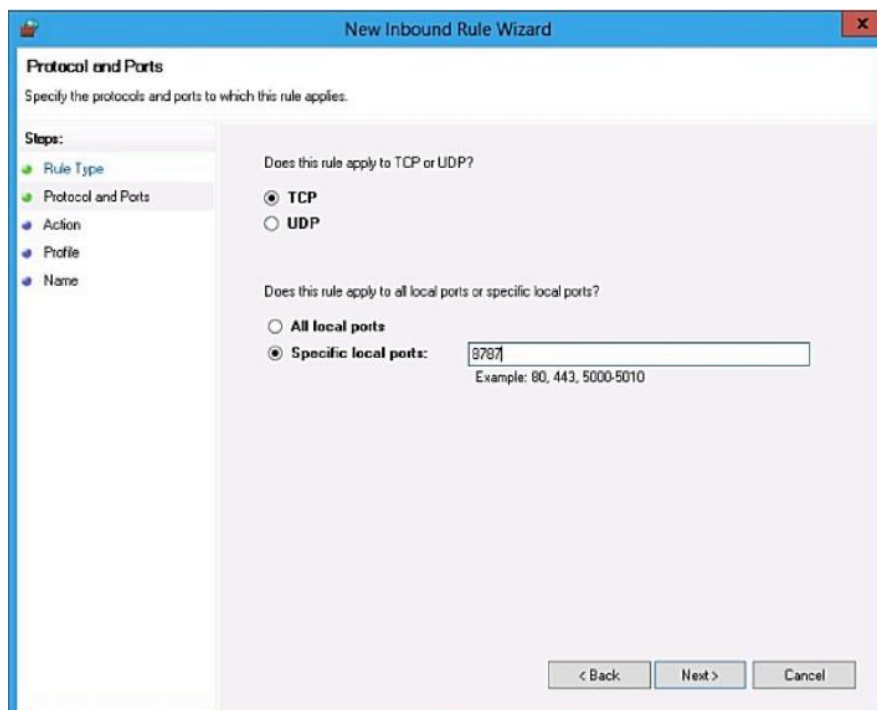 New Inbound Rule Wizard
x
Protocol and Ports
Specify the protocols and ports to which this rule applies.
Steps:
Rule Type
Protocol and Ports
Action
Profile
Name
Does this rule apply to TCP or UDP?
TCP
UDP
Does this rule apply to all local ports or specific local ports?
All local ports
Specific local ports: 8787
Example: 80, 443, 5000-5010
< Back Next > Cancel